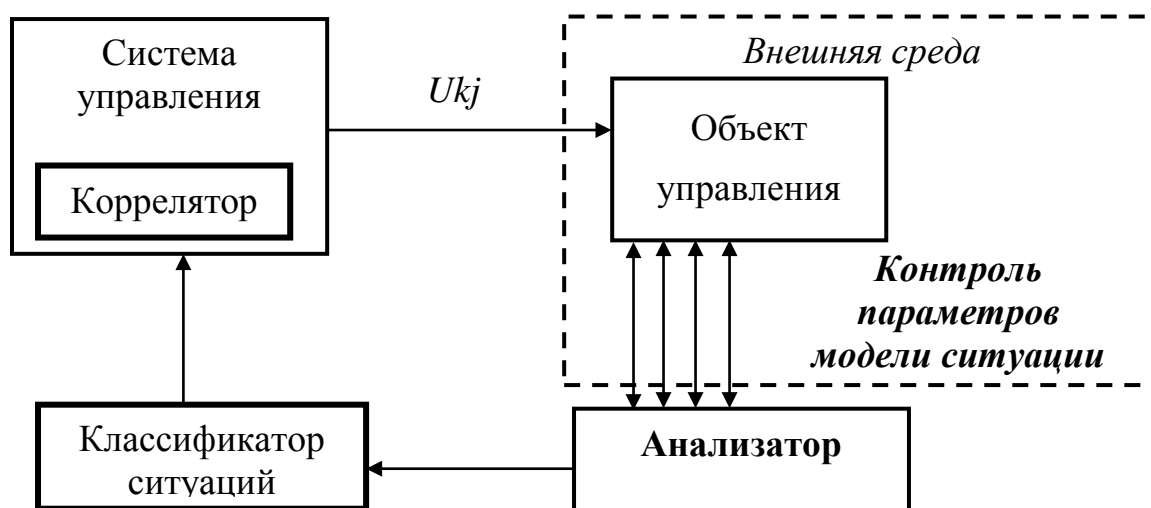 Система
управления
Коррелятор
Ukj
Внешняя среда
Объект
управления
Контроль
параметров
модели ситуации
Классификатор
ситуаций
Анализатор